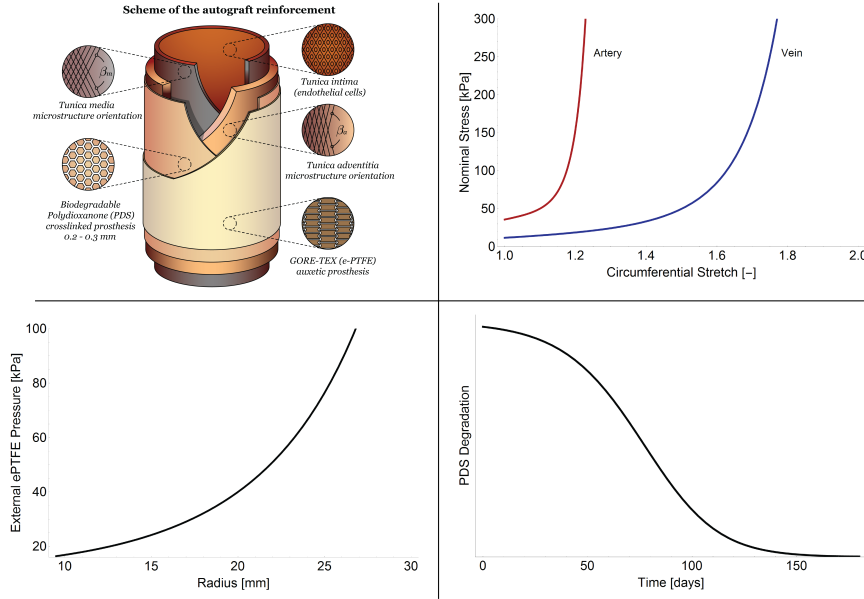 Scheme of the autograft reinforcement
βm
Tunica media
microstructure orientation
Tunica intima
(endothelial cells)
βa
Tunica adventitia
microstructure orientation
Biodegradable
Polydioxanone (PDS)
crosslinked prosthesis
0.2 - 0.3 mm
GORE-TEX (e-PTFE)
auxetic prosthesis
Nominal Stress [kPa]
300
250
200
150
100
50
0
Artery
Vein
1.0 1.2 1.4 1.6 1.8 2.0
Circumferential Stretch [-]
External ePTFE Pressure [kPa]
100
80
60
40
20
10 15 20 25 30
Radius [mm]
PDS Degradation
0 50 100 150
Time [days]